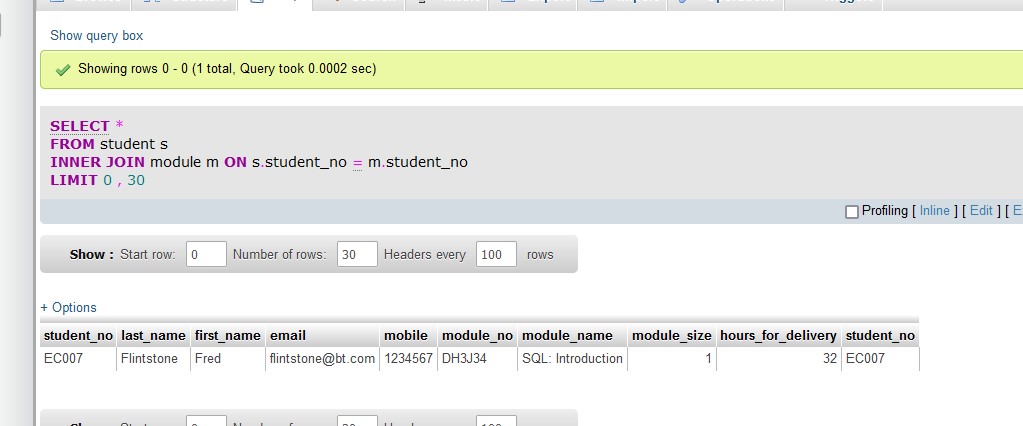 Show query box
Showing rows 0 - 0 (1 total, Query took 0.0002 sec)
SELECT *
FROM student s
INNER JOIN module m ON s.student_no = m.student_no
LIMIT 0 , 30
Profiling [ Inline ] [ Edit ] [ E
Show : Start row: 0 Number of rows: 30 Headers every 100 rows
+ Options
student_no last_name first_name email mobile module_no module_name module_size hours_for_delivery student_no
EC007 Flintstone Fred flintstone@bt.com 1234567 DH3J34 SQL: Introduction 1 32 EC007